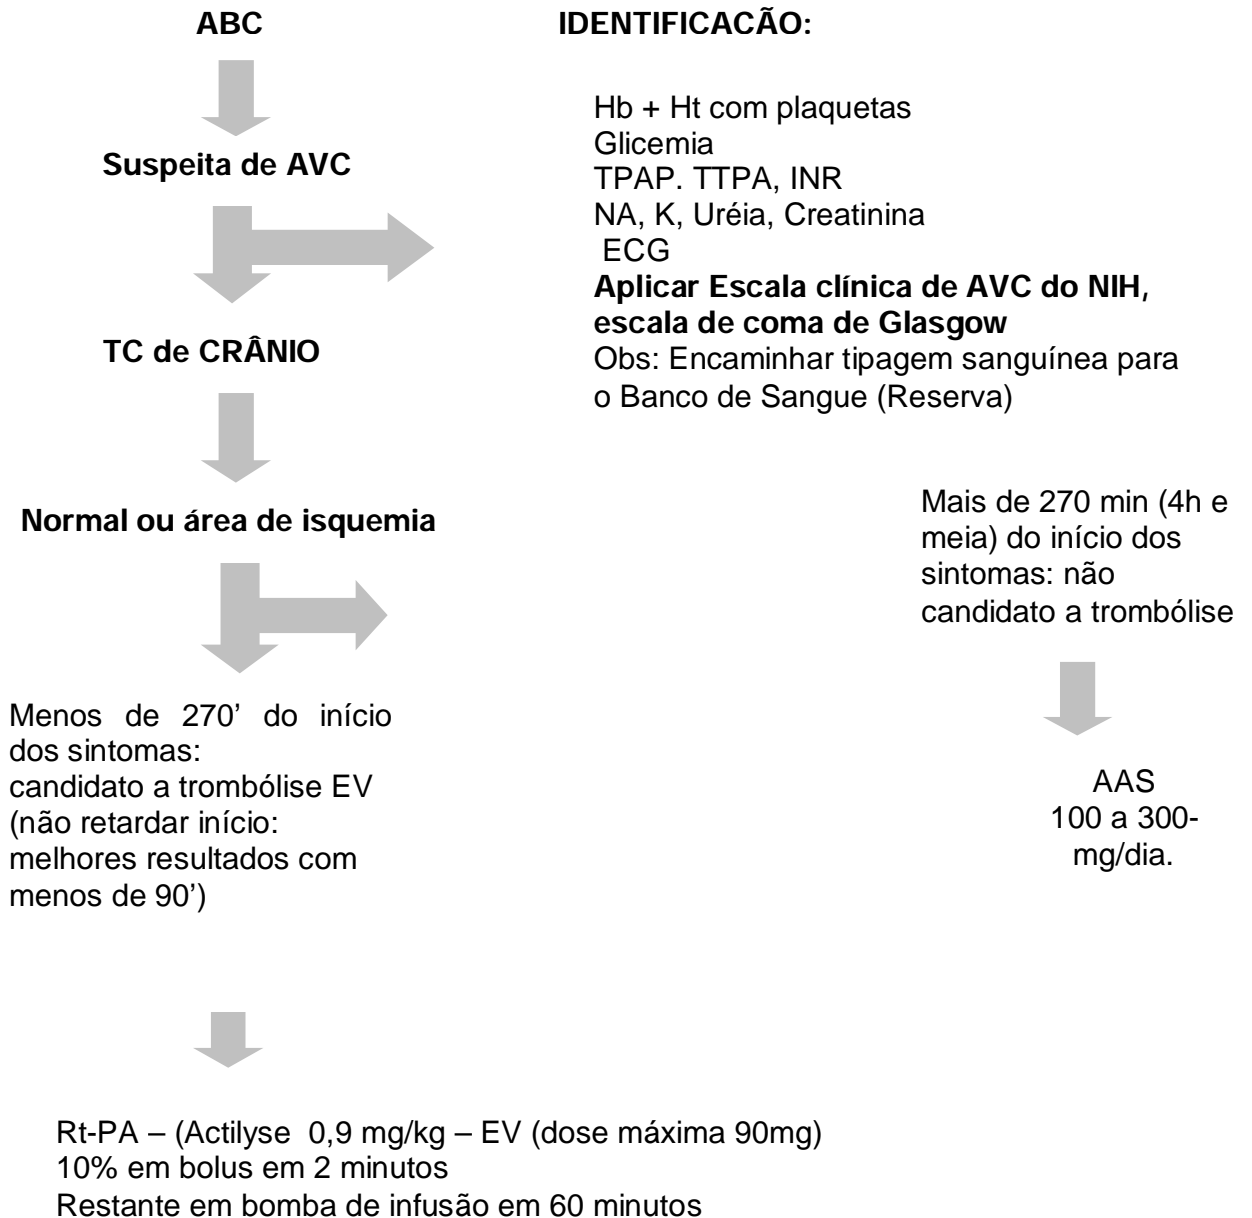 ABC
IDENTIFICACÃO:
Hb + Ht com plaquetas
Glicemia
TPAP. TTPA, INR
NA, K, Uréia, Creatinina
ECG
Aplicar Escala clínica de AVC do NIH,
escala de coma de Glasgow
Obs: Encaminhar tipagem sanguínea para
o Banco de Sangue (Reserva)
Suspeita de AVC
TC de CRÂNIO
Normal ou área de isquemia
Mais de 270 min (4h e
meia) do início dos
sintomas: não
candidato a trombólise
Menos de 270’ do início
dos sintomas:
candidato a trombólise EV
(não retardar início:
melhores resultados com
menos de 90’)
AAS
100 a 300-
mg/dia.
Rt-PA – (Actilyse 0,9 mg/kg – EV (dose máxima 90mg)
10% em bolus em 2 minutos
Restante em bomba de infusão em 60 minutos